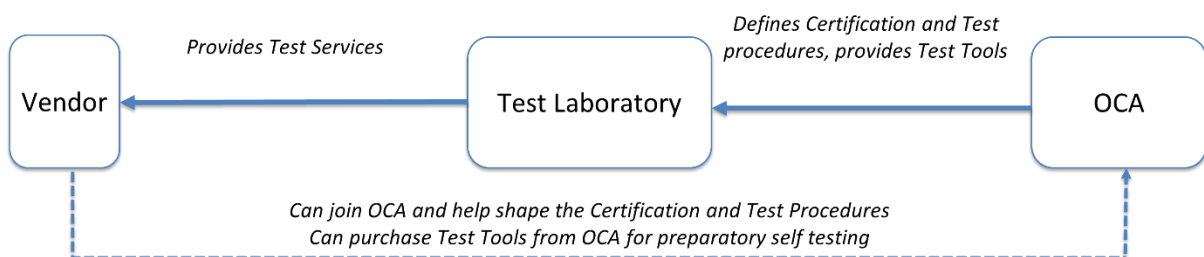 Provides Test Services
Defines Certification and Test
procedures, provides Test Tools
Vendor
Test Laboratory
OCA
Can join OCA and help shape the Certification and Test Procedures
Can purchase Test Tools from OCA for preparatory self testing